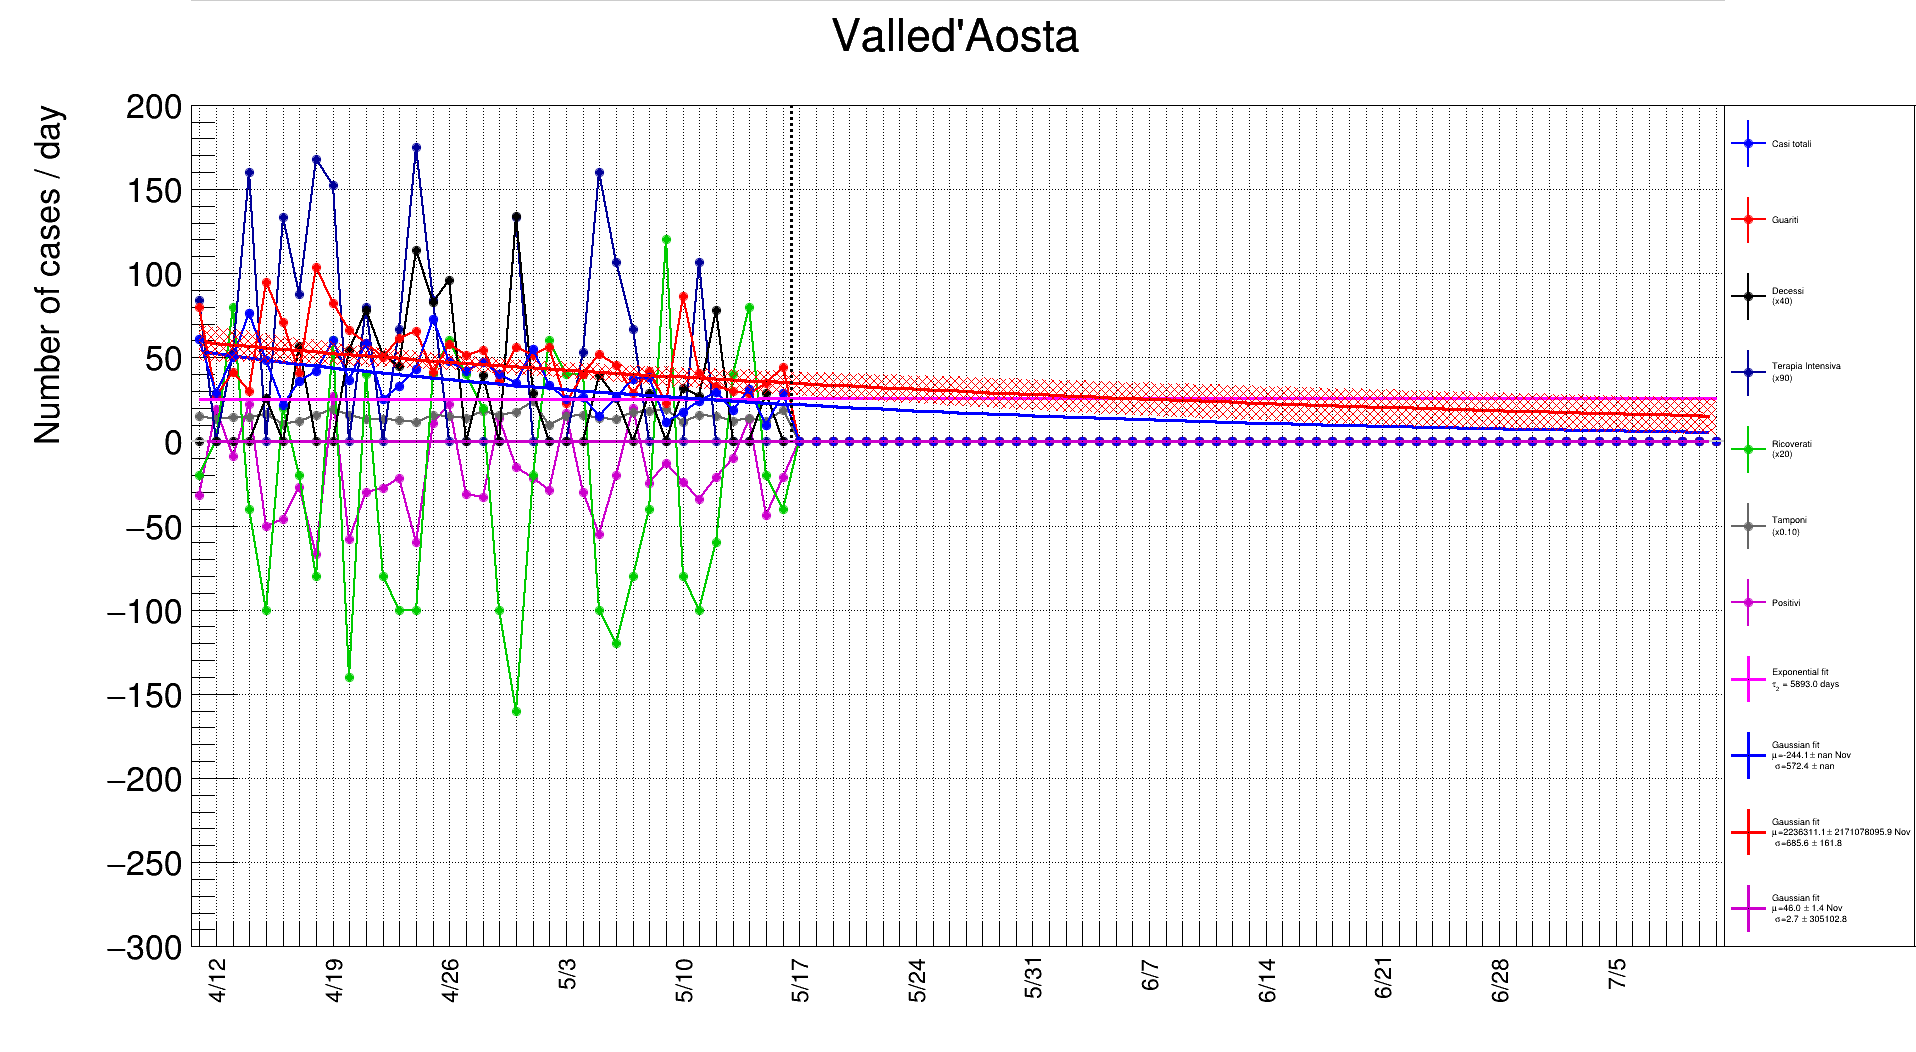 Valled'Aosta
Number of cases / day
200
150
100
50
0
−50
−100
−150
−200
−250
−300
4/12
4/19
4/26
5/3
5/10
5/17
5/24
5/31
6/7
6/14
6/21
6/28
7/5
Casi totali
Guariti
Decessi
(x40)
Terapia Intensiva
(x90)
Ricoverati
(x20)
Tamponi
(x0.10)
Positivi
Exponential fit
τ2 = 5893.0 days
Gaussian fit
μ=-244.1 ± nan Nov
σ=572.4 ± nan
Gaussian fit
μ=2236311.1 ± 2171078095.9 Nov
σ=685.6 ± 161.8
Gaussian fit
μ=46.0 ± 1.4 Nov
σ=2.7 ± 305102.8